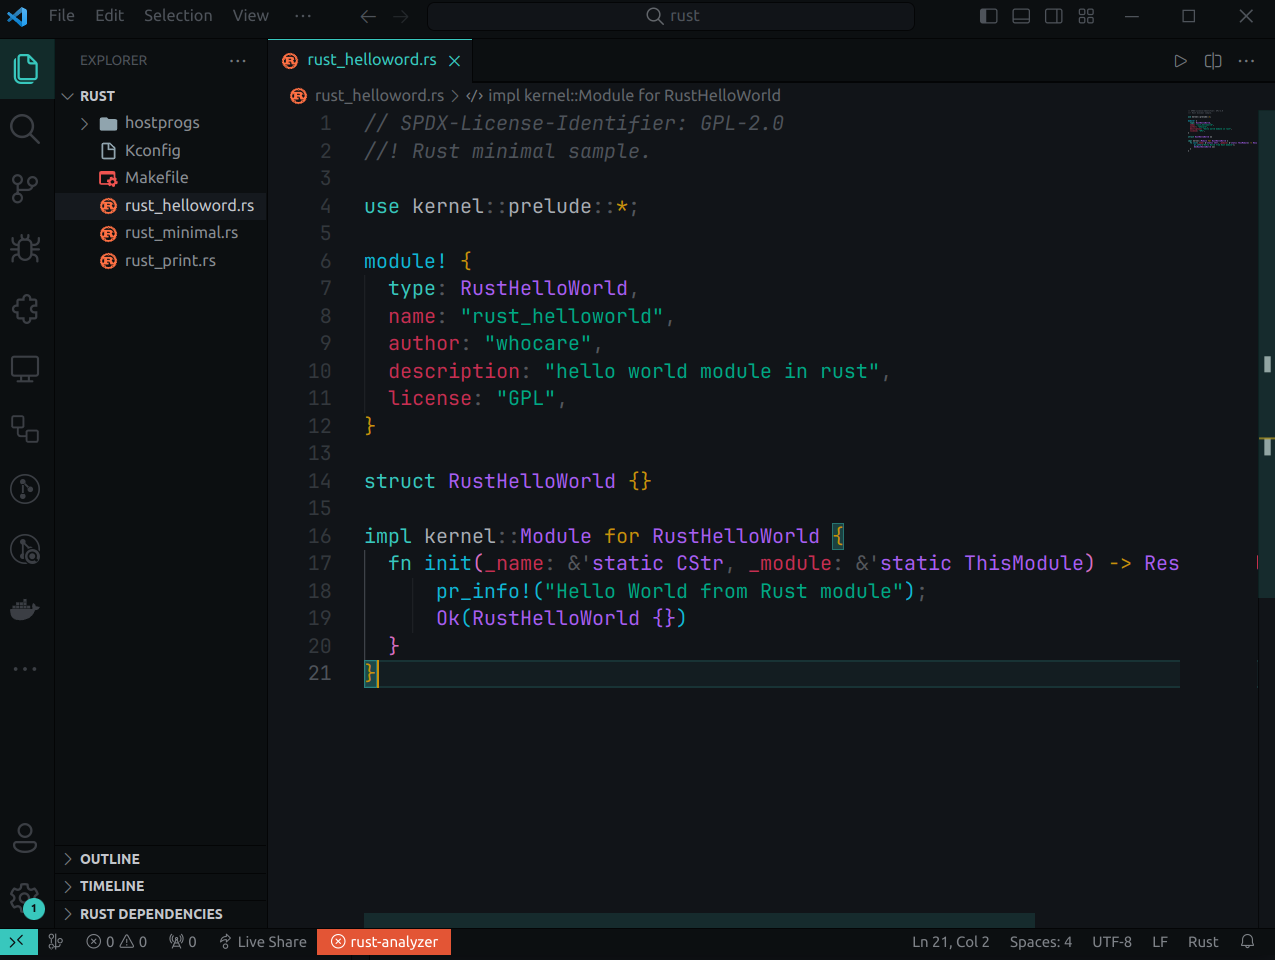 File Edit Selection View ··· rust
EXPLORER ···
rust_helloword.rs
RUST
rust_helloword.rs > impl kernel::Module for RustHelloWorld
hostprogs
Kconfig
Makefile
rust_helloword.rs
rust_minimal.rs
rust_print.rs
1 // SPDX-License-Identifier: GPL-2.0
2 //! Rust minimal sample.
3
4 use kernel::prelude::*;
5
6 module! {
7 type: RustHelloWorld,
8 name: "rust_helloworld",
9 author: "whocare",
10 description: "hello world module in rust",
11 license: "GPL",
12 }
13
14 struct RustHelloWorld {}
15
16 impl kernel::Module for RustHelloWorld {
17 fn init(_name: &'static CStr, _module: &'static ThisModule) -> Res
18 pr_info!("Hello World from Rust module");
19 Ok(RustHelloWorld {})
20 }
21 }
OUTLINE
TIMELINE
RUST DEPENDENCIES
1
0 0 0 Live Share rust-analyzer Ln 21, Col 2 Spaces: 4 UTF-8 LF Rust